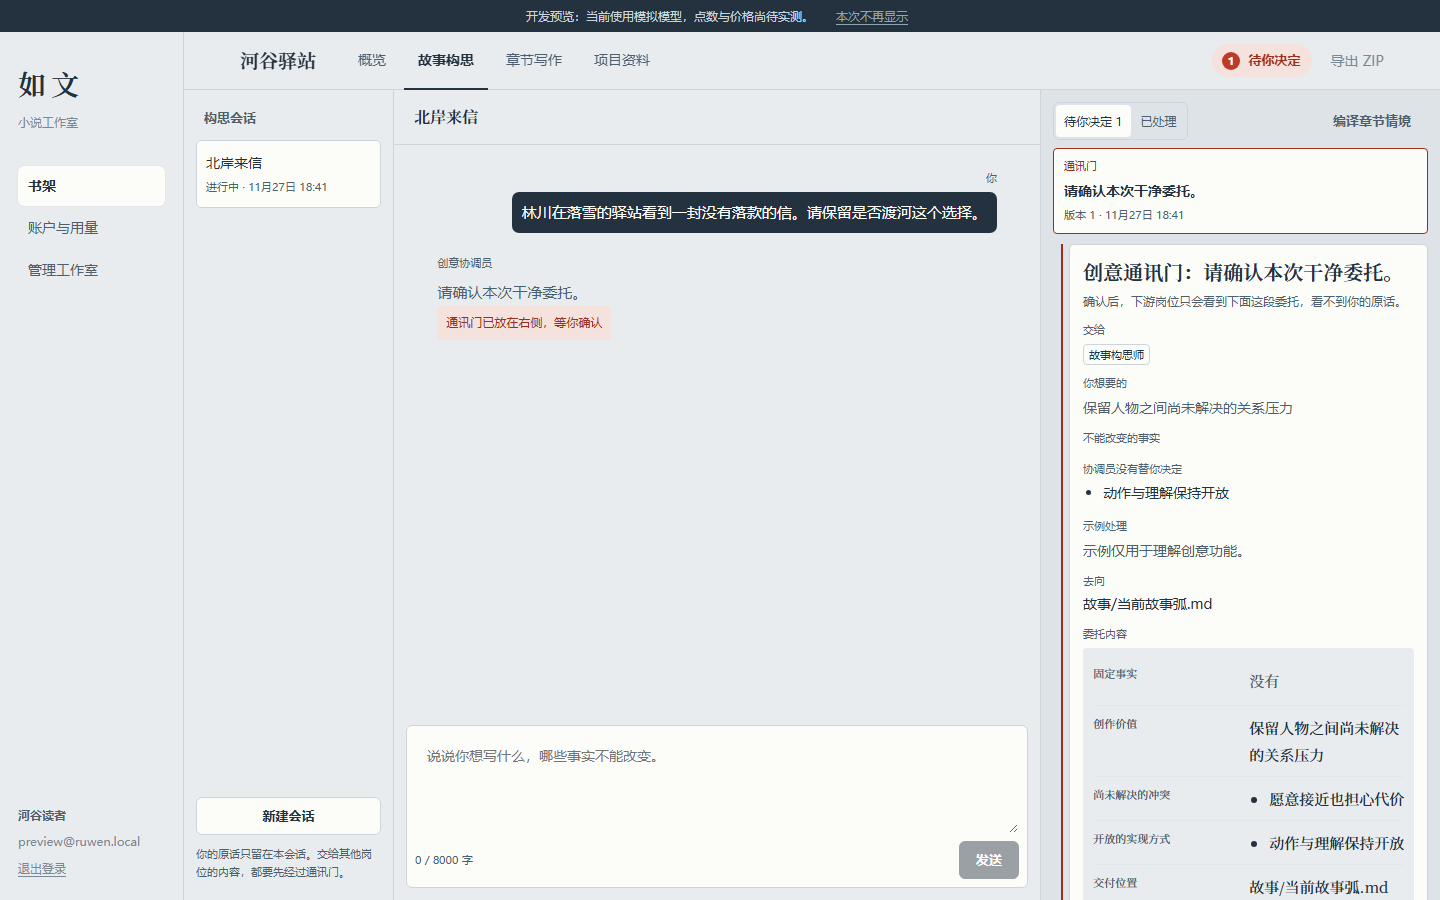 开发预览：当前使用模拟模型，点数与价格尚待实测。 本次不再显示
如文
小说工作室
书架
账户与用量
管理工作室
河谷读者
preview@ruwen.local
退出登录
河谷驿站 概览 故事构思 章节写作 项目资料
1 待你决定 导出 ZIP
构思会话
北岸来信
进行中 · 11月27日 18:41
新建会话
你的原话只留在本会话。交给其他岗
位的内容，都要先经过通讯门。
北岸来信
你
林川在落雪的驿站看到一封没有落款的信。请保留是否渡河这个选择。
创意协调员
请确认本次干净委托。
通讯门已放在右侧，等你确认
说说你想写什么，哪些事实不能改变。
0 / 8000 字
发送
待你决定 1 已处理 编译章节情境
通讯门
请确认本次干净委托。
版本 1 · 11月27日 18:41
创意通讯门：请确认本次干净委托。
确认后，下游岗位只会看到下面这段委托，看不到你的原话。
交给
故事构思师
你想要的
保留人物之间尚未解决的关系压力
不能改变的事实
协调员没有替你决定
• 动作与理解保持开放
示例处理
示例仅用于理解创意功能。
去向
故事/当前故事弧.md
委托内容
固定事实 没有
创作价值 保留人物之间尚未解决
的关系压力
尚未解决的冲突 • 愿意接近也担心代价
开放的实现方式 • 动作与理解保持开放
交付位置 故事/当前故事弧.md